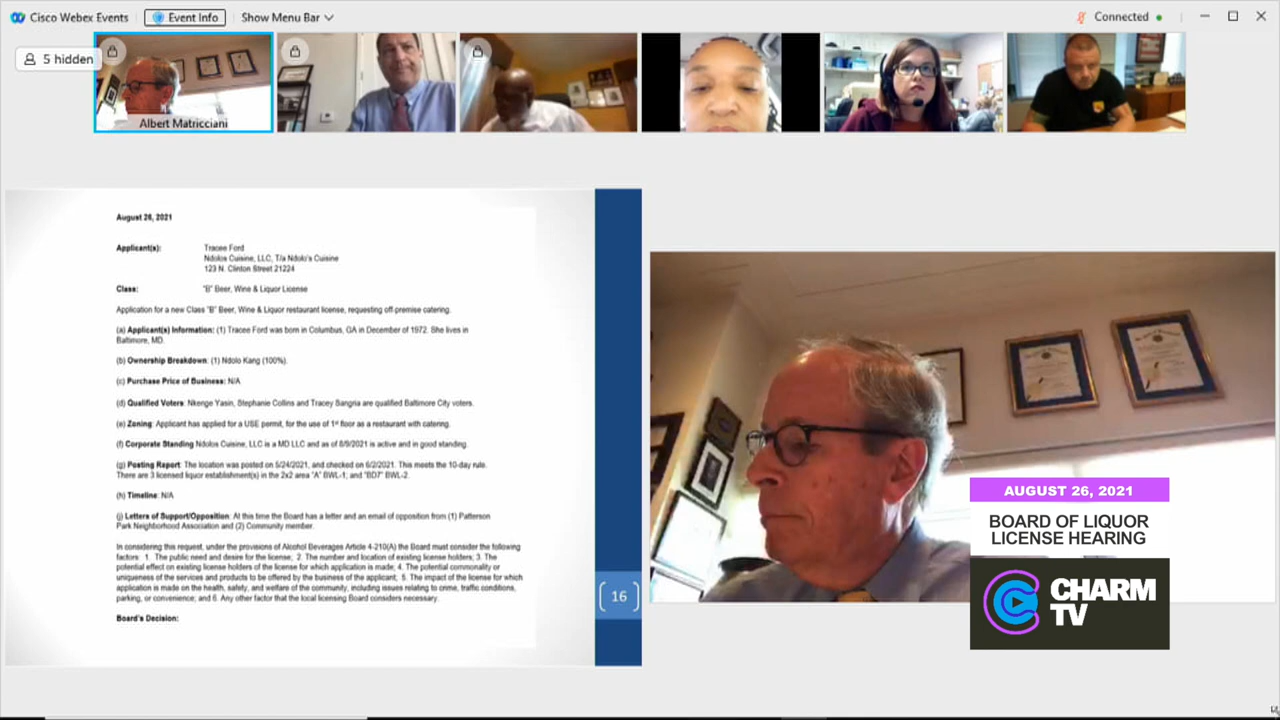 Cisco Webex Events
Event Info
Show Menu Bar
Connected
5 hidden
Albert Matricciani
August 26, 2021
Applicant(s):
Tracee Ford
Ndolos Cuisine, LLC, T/a Ndolo's Cuisine
123 N. Clinton Street 21224
Class:
"B" Beer, Wine & Liquor License
Application for a new Class "B" Beer, Wine & Liquor restaurant license, requesting off-premise catering.
(a) Applicant(s) Information: (1) Tracee Ford was born in Columbus, GA in December of 1972. She lives in
Baltimore, MD.
(b) Ownership Breakdown: (1) Ndolo Kang (100%).
(c) Purchase Price of Business: N/A
(d) Qualified Voters: Nkenge Yasin, Stephanie Collins and Tracey Sangria are qualified Baltimore City voters.
(e) Zoning: Applicant has applied for a USE permit, for the use of 1st floor as a restaurant with catering.
(f) Corporate Standing Ndolos Cuisine, LLC is a MD LLC and as of 8/9/2021 is active and in good standing.
(g) Posting Report: The location was posted on 5/24/2021, and checked on 6/2/2021. This meets the 10-day rule.
There are 3 licensed liquor establishment(s) in the 2x2 area "A" BWL-1; and "BD7" BWL-2.
(h) Timeline: N/A
(j) Letters of Support/Opposition: At this time the Board has a letter and an email of opposition from (1) Patterson
Park Neighborhood Association and (2) Community member.
In considering this request, under the provisions of Alcohol Beverages Article 4-210(A) the Board must consider the following
factors: 1. The public need and desire for the license; 2. The number and location of existing license holders; 3. The
potential effect on existing license holders of the license for which application is made; 4. The potential commonality or
uniqueness of the services and products to be offered by the business of the applicant; 5. The impact of the license for which
application is made on the health, safety, and welfare of the community, including issues relating to crime, traffic conditions,
parking, or convenience; and 6. Any other factor that the local licensing Board considers necessary.
Board's Decision:
16
AUGUST 26, 2021
BOARD OF LIQUOR
LICENSE HEARING
CHARM
TV